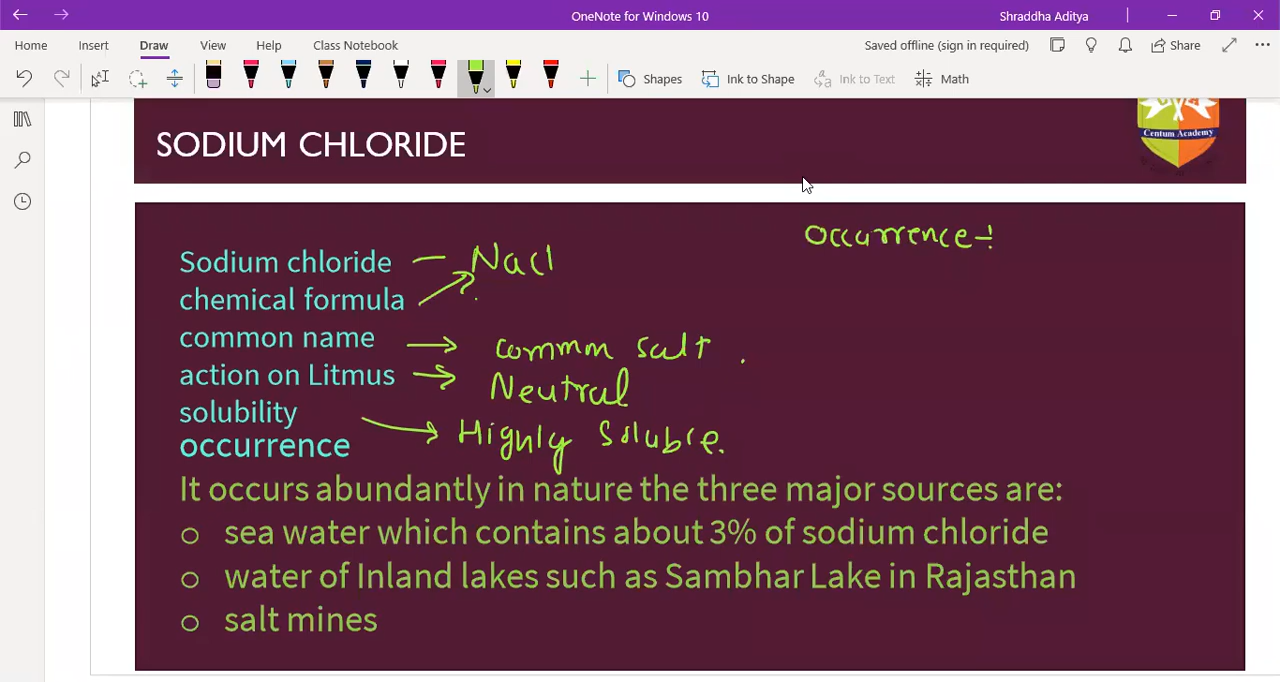 OneNote for Windows 10
Shraddha Aditya
Home Insert Draw View Help Class Notebook
Saved offline (sign in required) Share
Shapes Ink to Shape Ink to Text Math
SODIUM CHLORIDE
Centum Academy
Occurrence -:
Sodium chloride — Nacl
chemical formula
common name → common salt .
action on Litmus → Neutral
solubility → Highly Soluble.
occurrence
It occurs abundantly in nature the three major sources are:
o sea water which contains about 3% of sodium chloride
o water of Inland lakes such as Sambhar Lake in Rajasthan
o salt mines